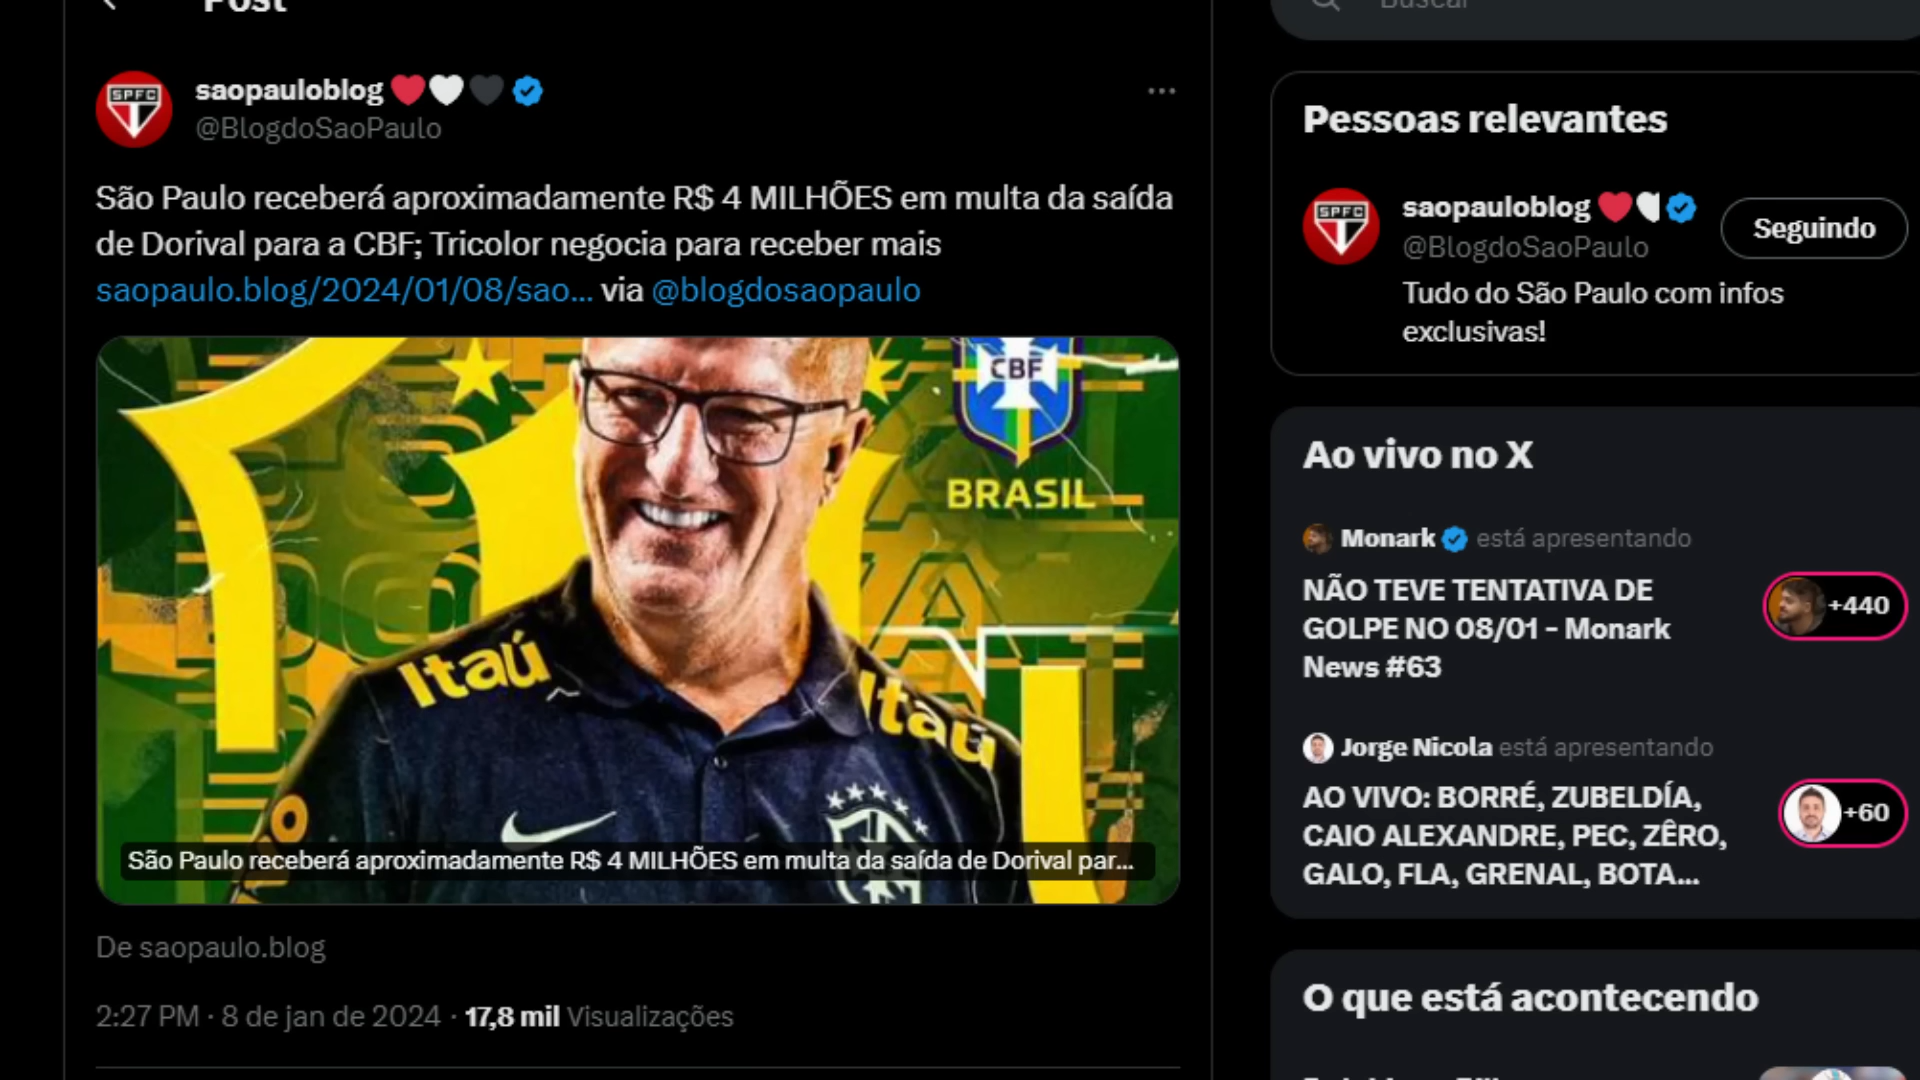 Post
saopauloblog
@BlogdoSaoPaulo
São Paulo receberá aproximadamente R$ 4 MILHÕES em multa da saída
de Dorival para a CBF; Tricolor negocia para receber mais
saopaulo.blog/2024/01/08/sao... via @blogdosaopaulo
SPFC
CBF
BRASIL
Itaú
Itaú
São Paulo receberá aproximadamente R$ 4 MILHÕES em multa da saída de Dorival par...
De saopaulo.blog
2:27 PM · 8 de jan de 2024 · 17,8 mil Visualizações
Buscar
Pessoas relevantes
SPFC
saopauloblog
@BlogdoSaoPaulo
Seguindo
Tudo do São Paulo com infos
exclusivas!
Ao vivo no X
Monark está apresentando
NÃO TEVE TENTATIVA DE
GOLPE NO 08/01 - Monark
News #63
+440
Jorge Nicola está apresentando
AO VIVO: BORRÉ, ZUBELDÍA,
CAIO ALEXANDRE, PEC, ZÊRO,
GALO, FLA, GRENAL, BOTA...
+60
O que está acontecendo